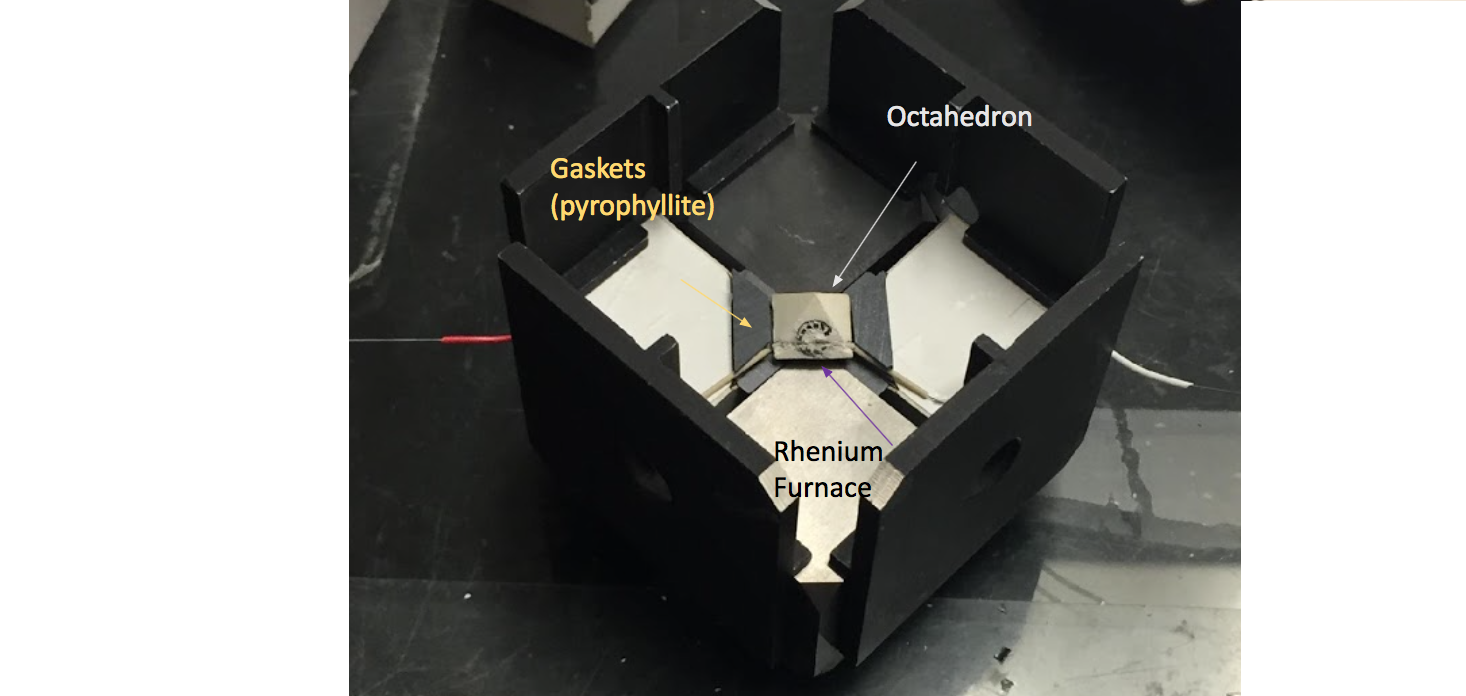 Octahedron
Gaskets
(pyrophyllite)
Rhenium
Furnace